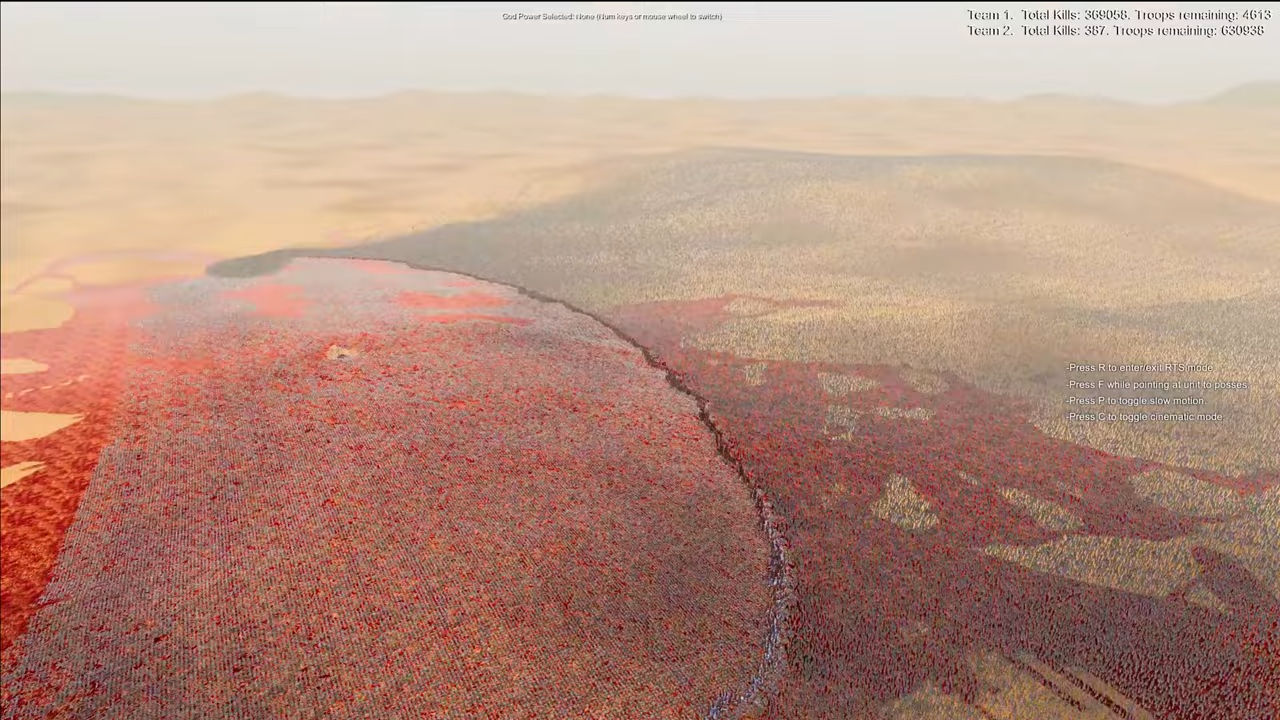 God Power Selected: None (Num keys or mouse wheel to switch)
Team 1. Total Kills: 369058. Troops remaining: 4613
Team 2. Total Kills: 387. Troops remaining: 630938
-Press R to enter/exit RTS mode
-Press F while pointing at unit to posses
-Press P to toggle slow motion.
-Press C to toggle cinematic mode